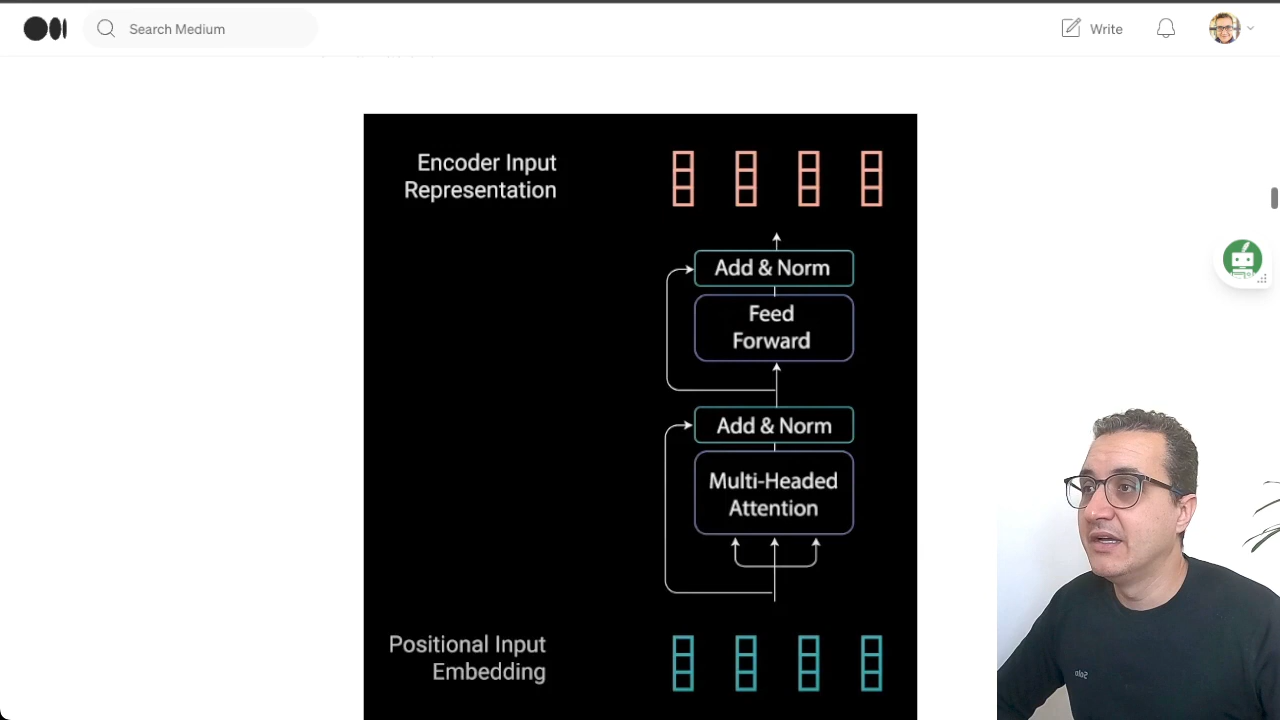 Search Medium
Write
Encoder Input
Representation
Add & Norm
Feed
Forward
Add & Norm
Multi-Headed
Attention
Positional Input
Embedding